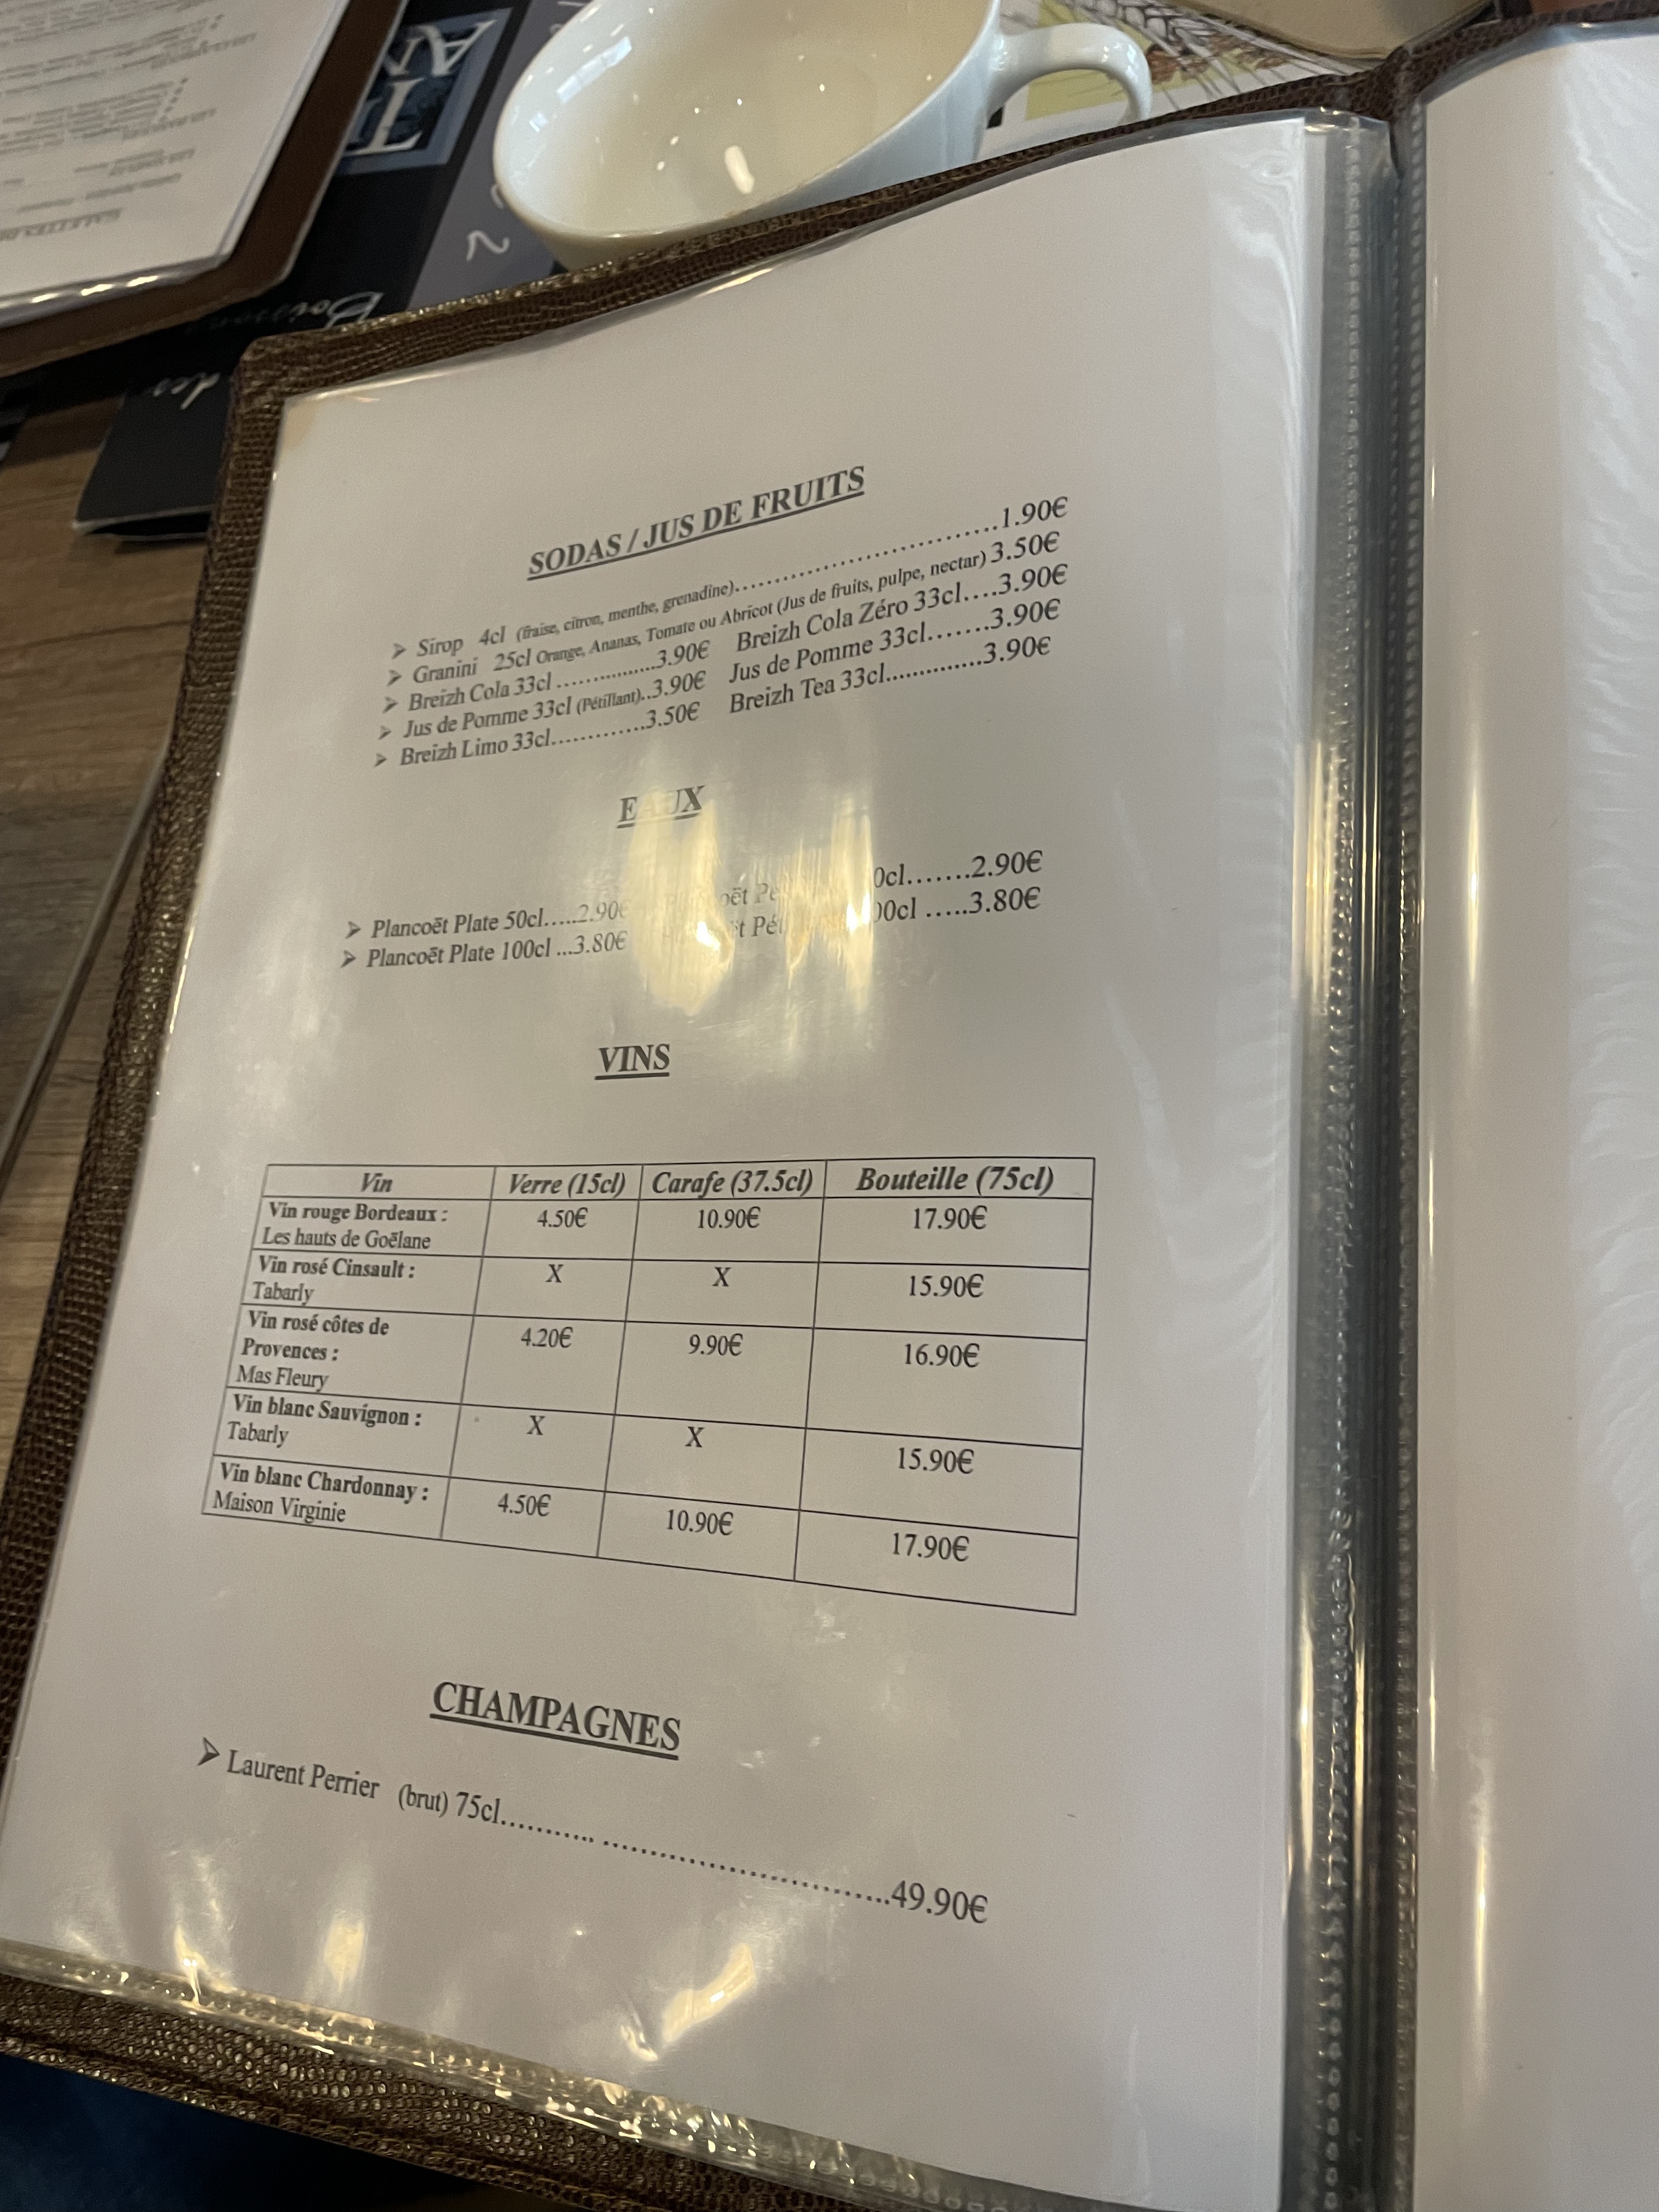 SODAS / JUS DE FRUITS
➢ Sirop 4cl (fraise, citron, menthe, grenadine)..............................1.90€
➢ Granini 25cl Orange, Ananas, Tomate ou Abricot (Jus de fruits, pulpe, nectar) 3.50€
➢ Breizh Cola 33cl ...............3.90€ Breizh Cola Zéro 33cl....3.90€
➢ Jus de Pomme 33cl (Pétillant)..3.90€ Jus de Pomme 33cl.......3.90€
➢ Breizh Limo 33cl.............3.50€ Breizh Tea 33cl.............3.90€
EAUX
➢ Plancoët Plate 50cl.....2.90€ 0cl.......2.90€
➢ Plancoët Plate 100cl ...3.80€ 00cl .....3.80€
VINS
Vin Verre (15cl) Carafe (37.5cl) Bouteille (75cl)
Vin rouge Bordeaux : 4.50€ 10.90€ 17.90€
Les hauts de Goëlane
Vin rosé Cinsault : X X 15.90€
Tabarly
Vin rosé côtes de 4.20€ 9.90€ 16.90€
Provences :
Mas Fleury
Vin blanc Sauvignon : X X 15.90€
Tabarly
Vin blanc Chardonnay : 4.50€ 10.90€ 17.90€
Maison Virginie
CHAMPAGNES
➢ Laurent Perrier (brut) 75cl.......... ..............................49.90€